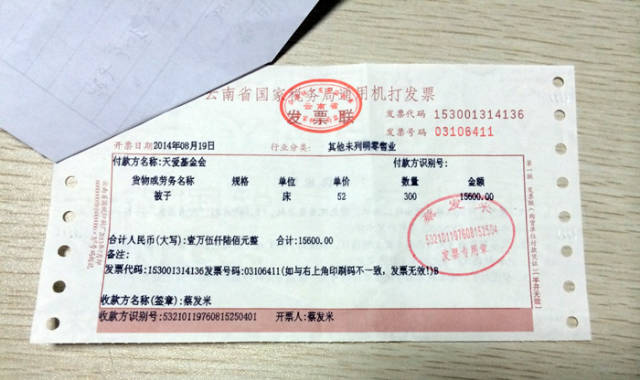 云南省国家税务局通用机打发票
发票联
云南省
发票代码 153001314136
发票号码 03106411
开票日期2014年08月19日 行业分类: 其他未列明零售业
付款方名称:天爱基金会 付款方识别号:
货物或劳务名称 规格 单位 单价 数量 金额
被子 床 52 300 15600.00
合计人民币(大写):壹万伍仟陆佰元整 合计:15600.00
备注:
发票代码:153001314136发票号码:03106411(如与右上角印刷码不一致,发票无效!)B
收款方名称(签章):蔡发米
收款方识别号:53210119760815250401 开票人:蔡发米
发票专用章